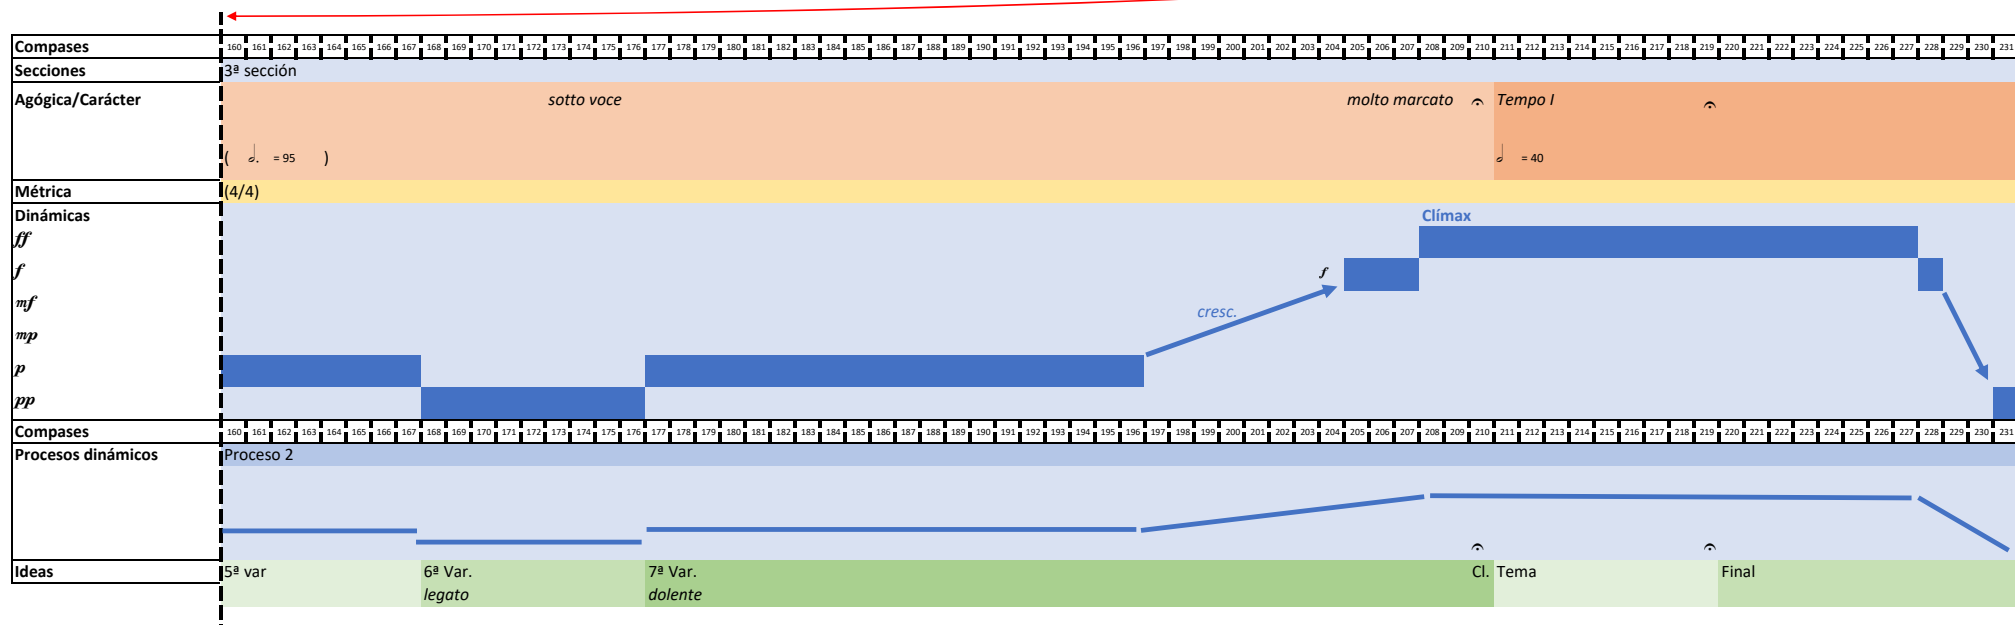 Compases 160 161 162 163 164 165 166 167 168 169 170 171 172 173 174 175 176 177 178 179 180 181 182 183 184 185 186 187 188 189 190 191 192 193 194 195 196 197 198 199 200 201 202 203 204 205 206 207 208 209 210 211 212 213 214 215 216 217 218 219 220 221 222 223 224 225 226 227 228 229 230 231
Secciones 3ª sección
Agógica/Carácter sotto voce molto marcato Tempo I
( = 95 ) = 40
Métrica (4/4)
Dinámicas Clímax
ff
f f
mf
cresc.
mp
p
pp
Compases 160 161 162 163 164 165 166 167 168 169 170 171 172 173 174 175 176 177 178 179 180 181 182 183 184 185 186 187 188 189 190 191 192 193 194 195 196 197 198 199 200 201 202 203 204 205 206 207 208 209 210 211 212 213 214 215 216 217 218 219 220 221 222 223 224 225 226 227 228 229 230 231
Procesos dinámicos Proceso 2
Ideas 5ª var 6ª Var. 7ª Var. Cl. Tema Final
legato dolente